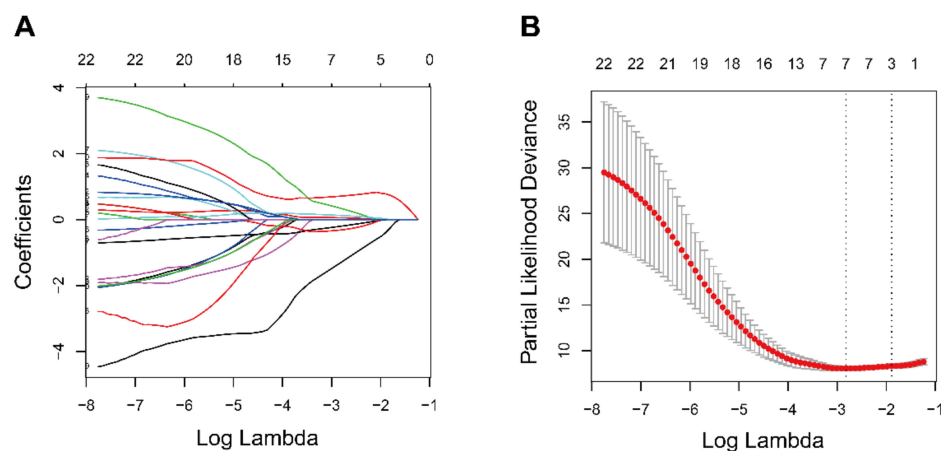 A
22 22 20 18 15 7 5 0
4
2
0
−2
−4
Coefficients
−8 −7 −6 −5 −4 −3 −2 −1
Log Lambda
B
22 22 21 19 18 16 13 7 7 7 3 1
35
30
25
20
15
10
Partial Likelihood Deviance
−8 −7 −6 −5 −4 −3 −2 −1
Log Lambda